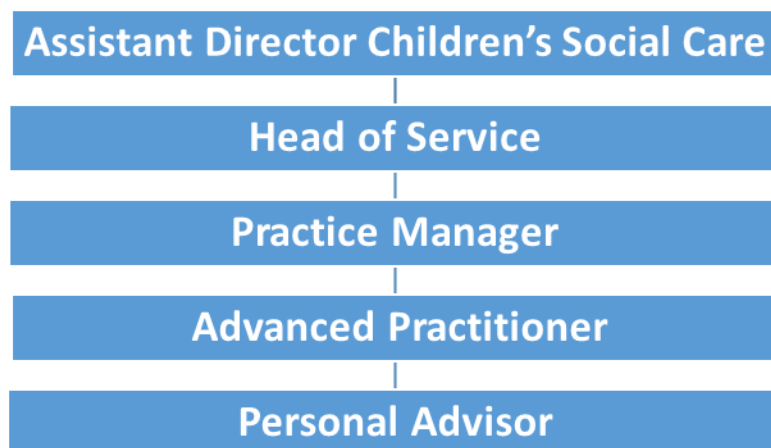 Assistant Director Children’s Social Care
Head of Service
Practice Manager
Advanced Practitioner
Personal Advisor